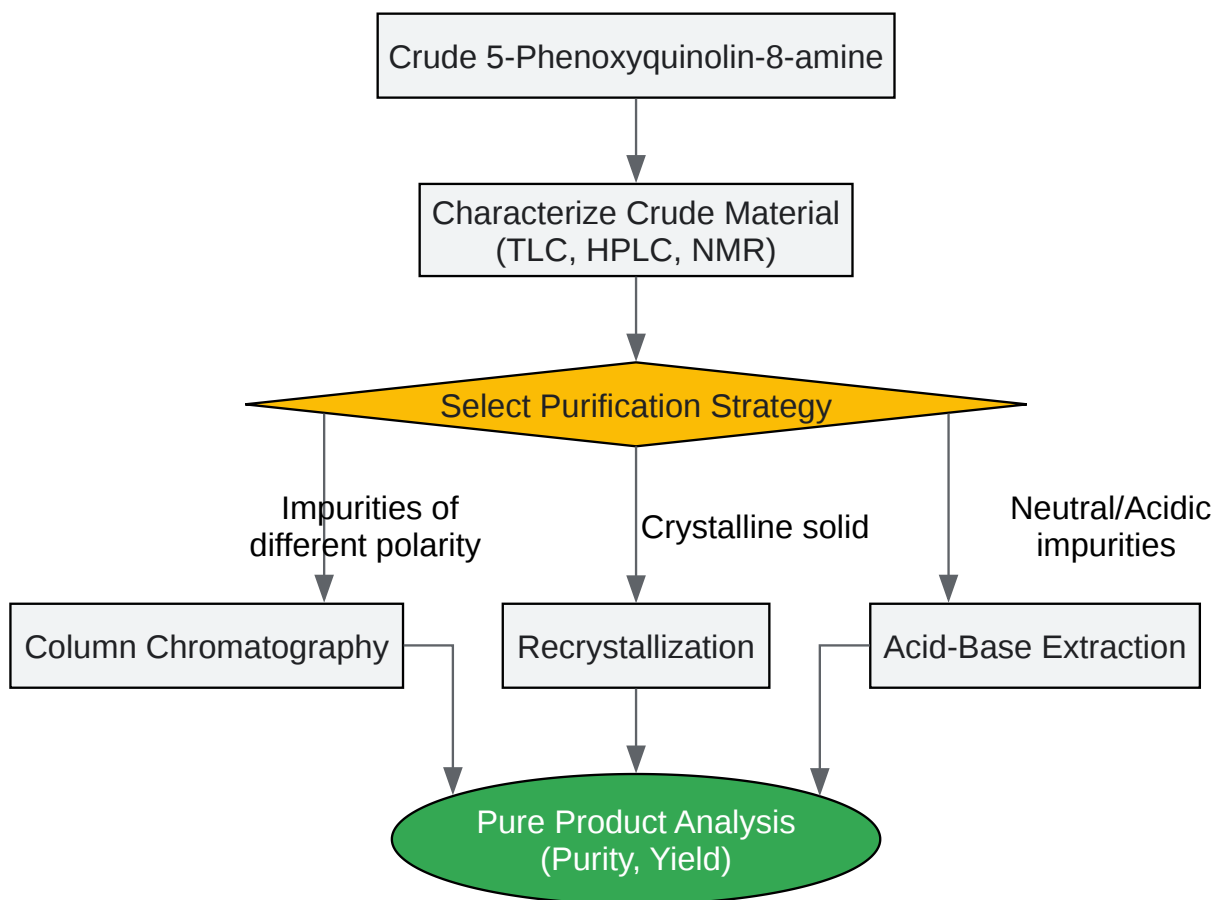 Crude 5-Phenoxyquinolin-8-amine
Characterize Crude Material
(TLC, HPLC, NMR)
Select Purification Strategy
Impurities of
different polarity
Crystalline solid
Neutral/Acidic
impurities
Column Chromatography
Recrystallization
Acid-Base Extraction
Pure Product Analysis
(Purity, Yield)